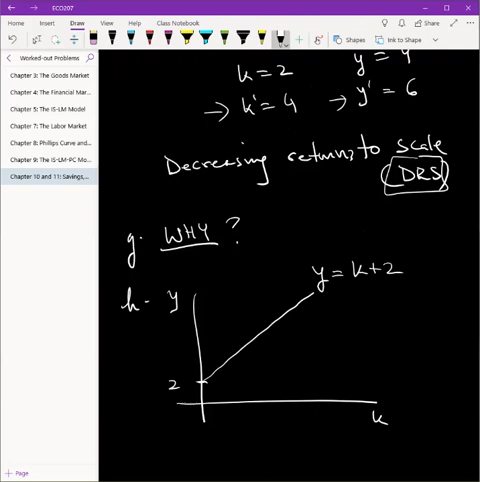 ECO207
Home Insert Draw View Help Class Notebook
Share
Shapes Ink to Shape
Worked-out Problems
Chapter 3: The Goods Market
Chapter 4: The Financial Mar...
Chapter 5: The IS-LM Model
Chapter 7: The Labor Market
Chapter 8: Phillips Curve and...
Chapter 9: The IS-LM-PC Mo...
Chapter 10 and 11: Savings,...
+ Page
k = 2 y = 4
→ k' = 4 → y' = 6
Decreasing returns to scale
(DRS)
g. WHY ?
y = k + 2
h. y
2
k